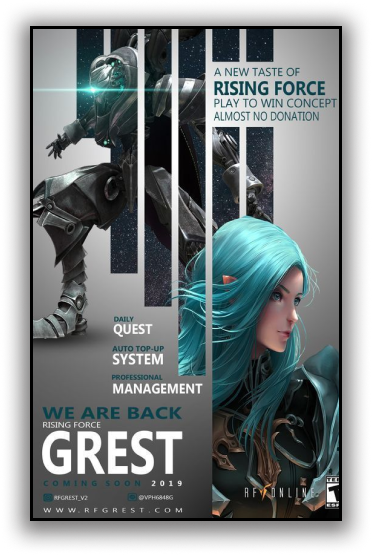 A NEW TASTE OF
RISING FORCE
PLAY TO WIN CONCEPT
ALMOST NO DONATION
DAILY
QUEST
AUTO TOP-UP
SYSTEM
PROFESSIONAL
MANAGEMENT
WE ARE BACK
RISING FORCE
GREST
COMING SOON 2019
RFGREST_V2 @VPH6848G
WWW.RFGREST.COM
RF ONLINE